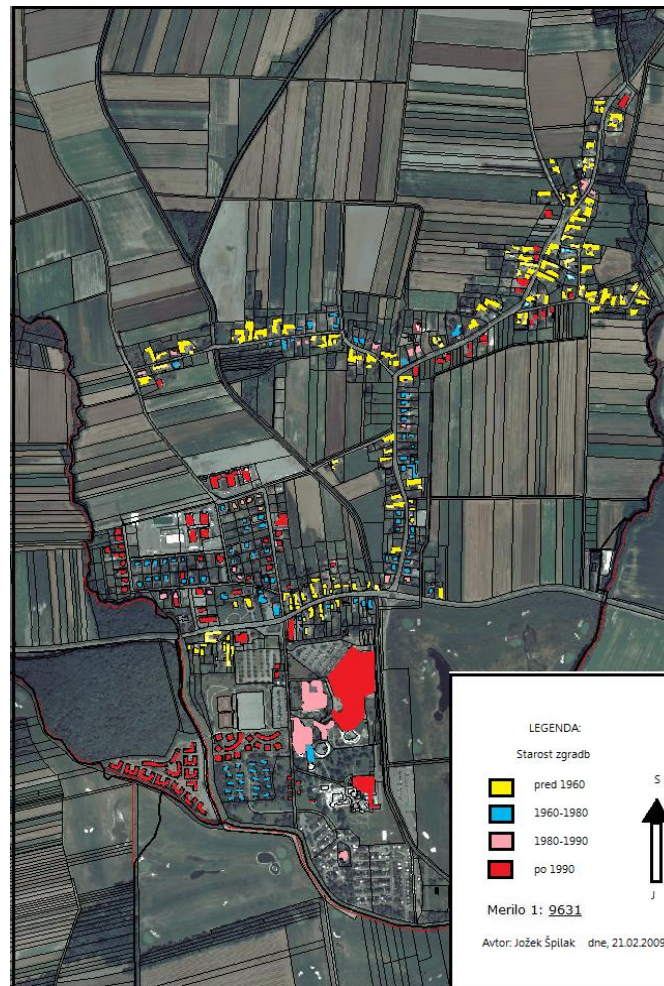 LEGENDA:
Starost zgradb
pred 1960
1960-1980
1980-1990
po 1990
S
J
Merilo 1: 9631
Avtor: Jožek Špilak dne, 21.02.2009